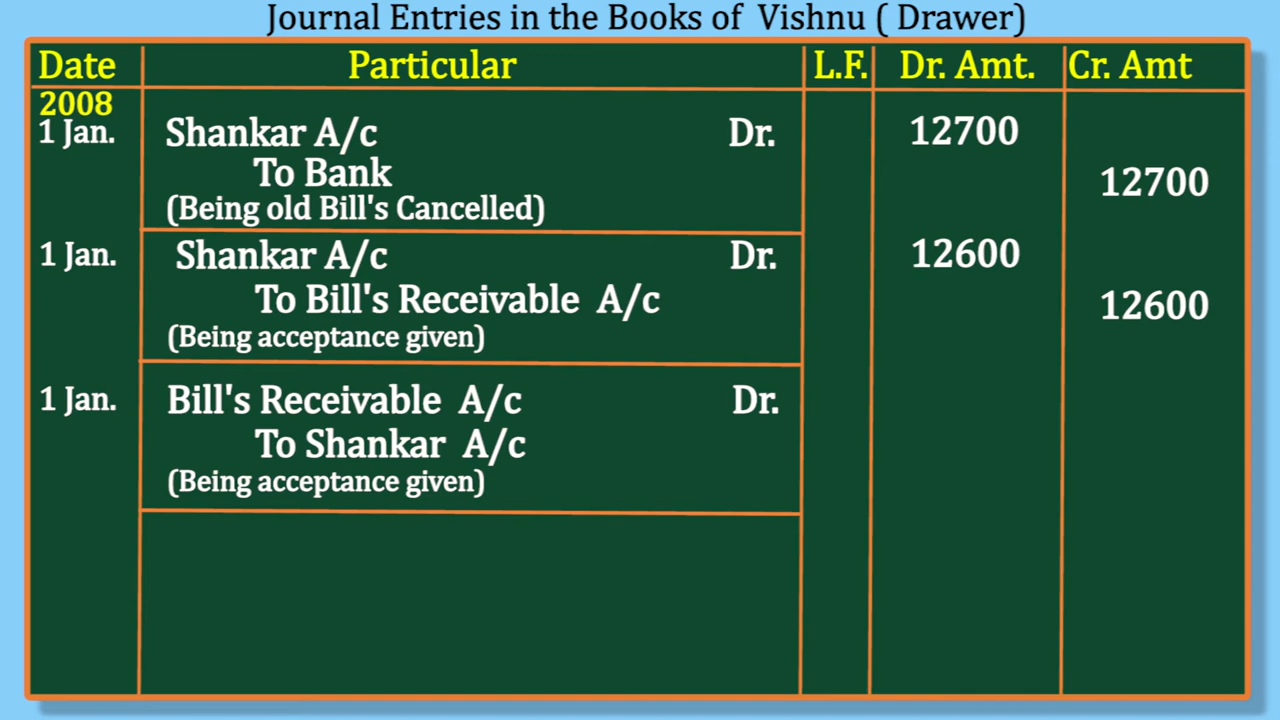 Journal Entries in the Books of Vishnu ( Drawer)
Date Particular L.F. Dr. Amt. Cr. Amt
2008
1 Jan. Shankar A/c Dr. 12700
To Bank 12700
(Being old Bill's Cancelled)
1 Jan. Shankar A/c Dr. 12600
To Bill's Receivable A/c 12600
(Being acceptance given)
1 Jan. Bill's Receivable A/c Dr.
To Shankar A/c
(Being acceptance given)